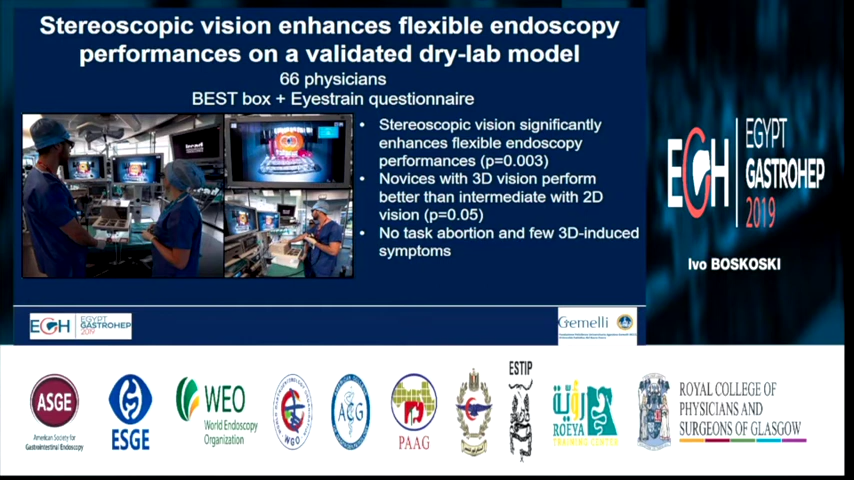 Stereoscopic vision enhances flexible endoscopy
performances on a validated dry-lab model
66 physicians
BEST box + Eyestrain questionnaire
• Stereoscopic vision significantly
enhances flexible endoscopy
performances (p=0.003)
• Novices with 3D vision perform
better than intermediate with 2D
vision (p=0.05)
• No task abortion and few 3D-induced
symptoms
EGH
EGYPT
GASTROHEP
2019
Gemelli
EGH
EGYPT
GASTROHEP
2019
Ivo BOSKOSKI
ASGE
American Society for
Gastrointestinal Endoscopy
ESGE
WEO
World Endoscopy
Organization
WGO
ACG
PAAG
ESTIP
رؤية
ROEYA
TRAINING CENTER
ROYAL COLLEGE OF
PHYSICIANS AND
SURGEONS OF GLASGOW